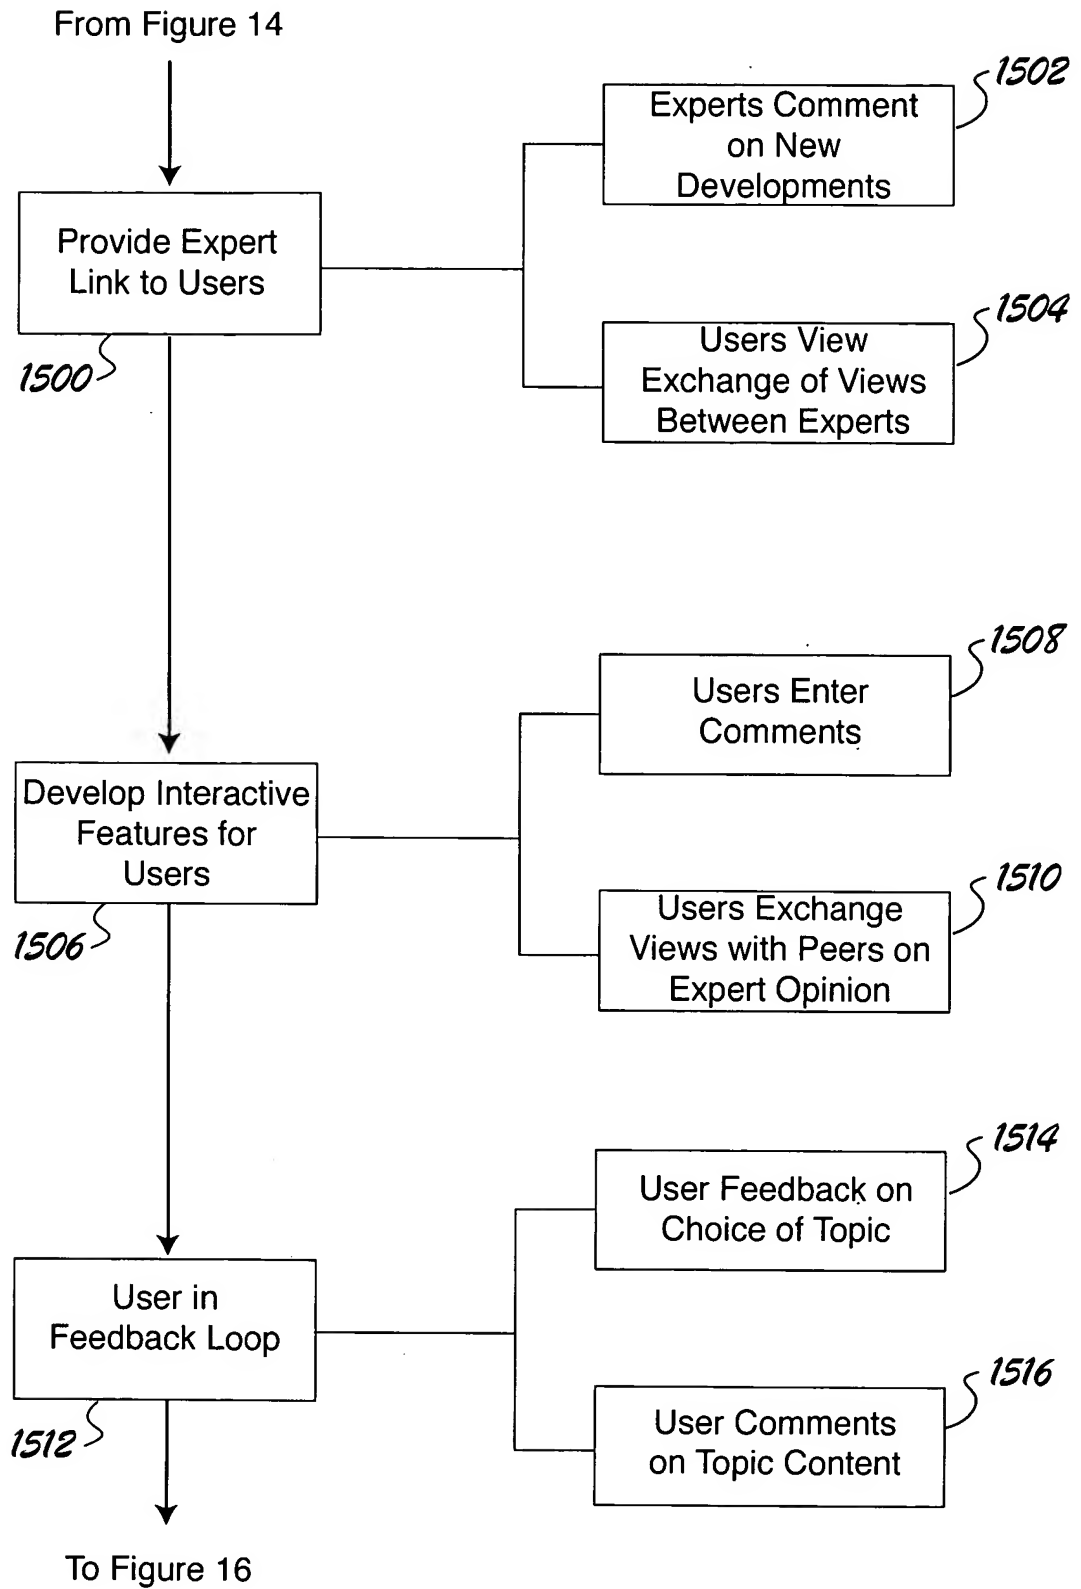 From Figure 14
1502
Experts Comment
on New
Developments
Provide Expert
Link to Users
1500
1504
Users View
Exchange of Views
Between Experts
1508
Users Enter
Comments
Develop Interactive
Features for
Users
1506
1510
Users Exchange
Views with Peers on
Expert Opinion
1514
User Feedback on
Choice of Topic
User in
Feedback Loop
1512
1516
User Comments
on Topic Content
To Figure 16